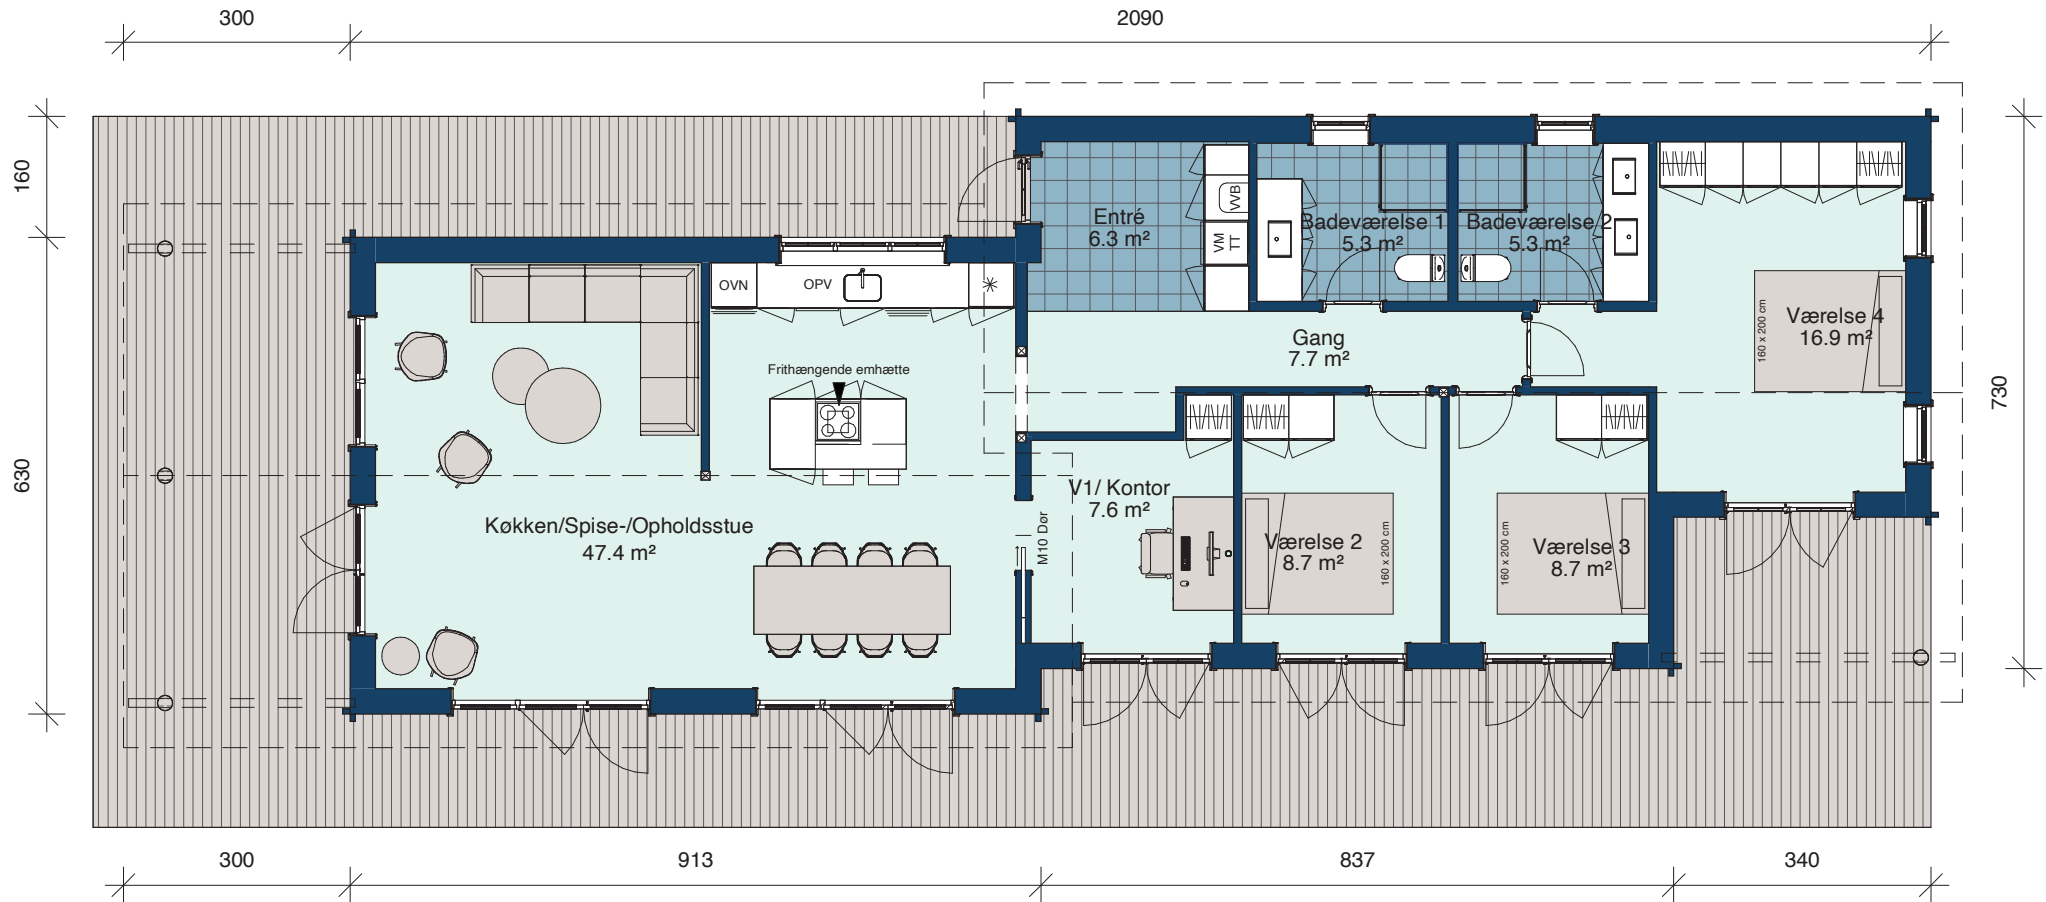 300
2090
160
630
730
Entré
6.3 m²
VVB
VM
TT
Badeværelse 1
5.3 m²
Badeværelse 2
5.3 m²
OVN
OPV
Værelse 4
16.9 m²
160 x 200 cm
Gang
7.7 m²
Frithængende emhætte
Køkken/Spise-/Opholdsstue
47.4 m²
M10 Dør
V1/ Kontor
7.6 m²
Værelse 2
8.7 m²
160 x 200 cm
160 x 200 cm
Værelse 3
8.7 m²
300
913
837
340